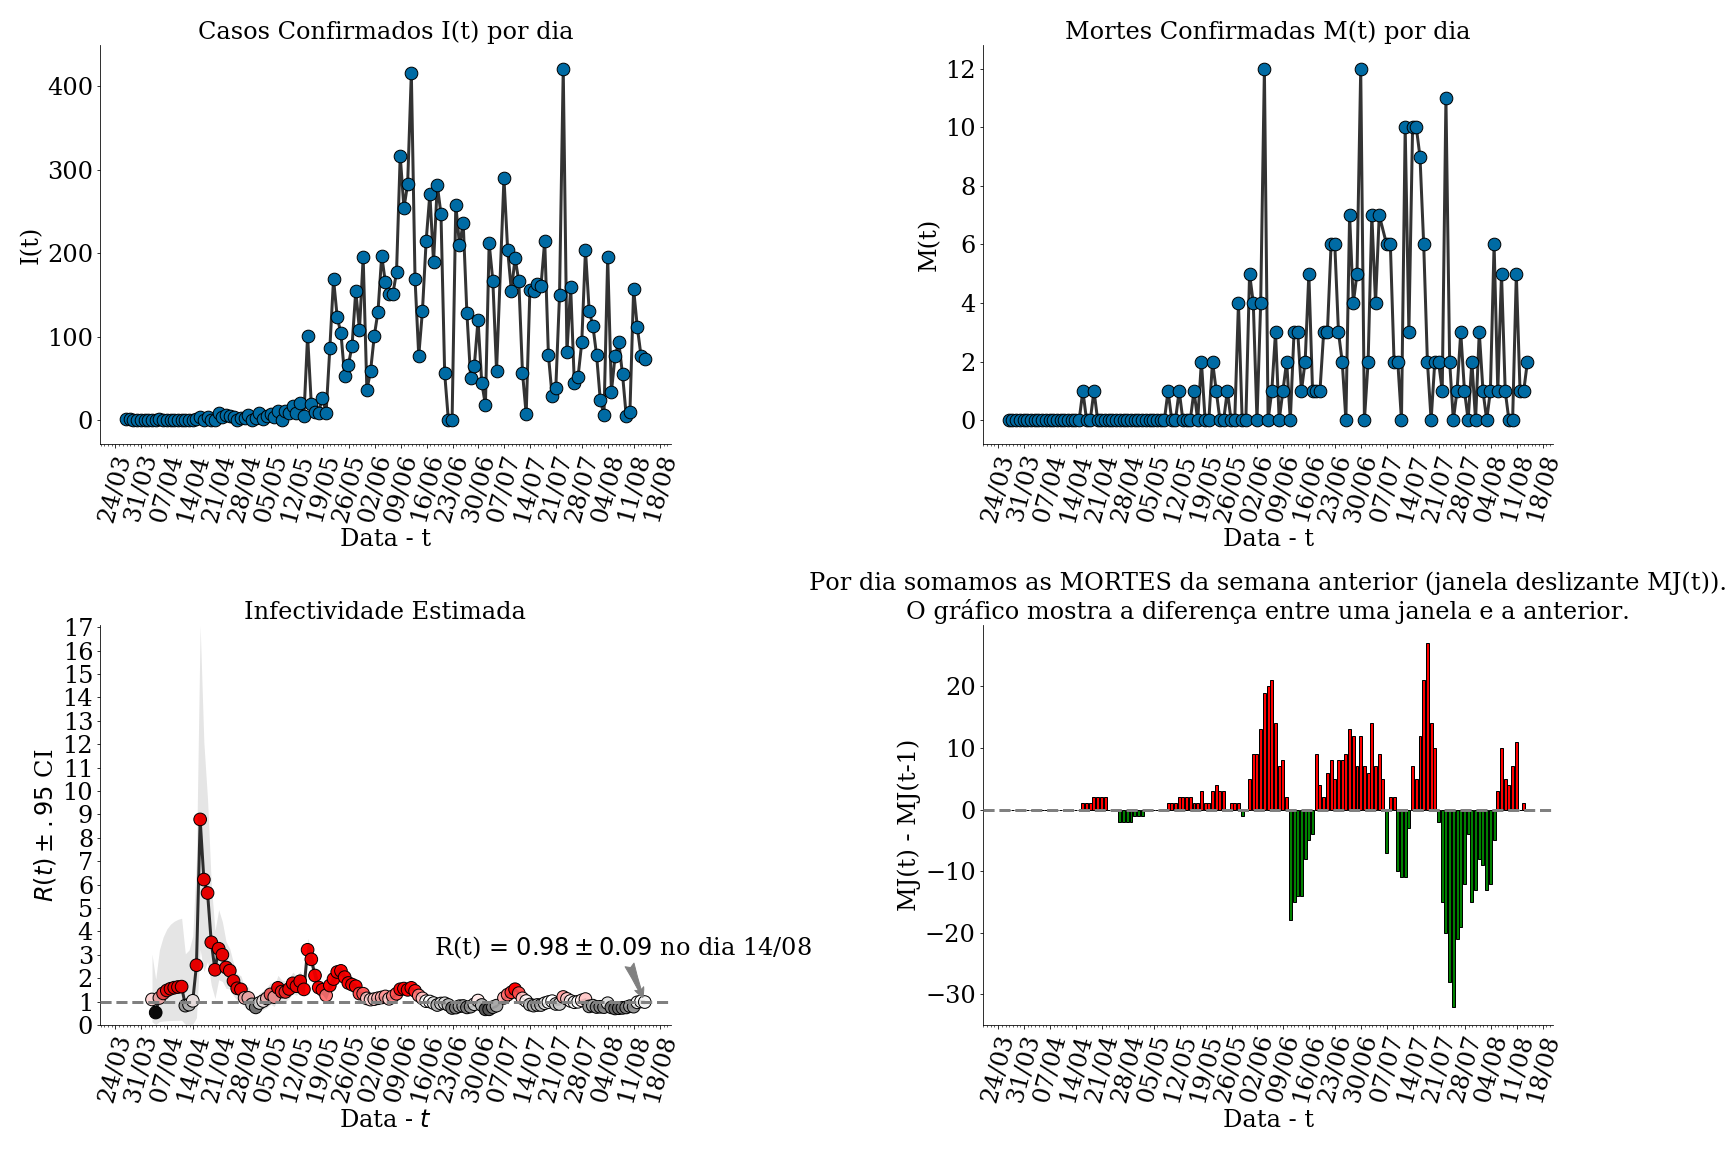 Casos Confirmados I(t) por dia
I(t)
400
300
200
100
0
24/03 31/03 07/04 14/04 21/04 28/04 05/05 12/05 19/05 26/05 02/06 09/06 16/06 23/06 30/06 07/07 14/07 21/07 28/07 04/08 11/08 18/08
Data - t
Mortes Confirmadas M(t) por dia
M(t)
12
10
8
6
4
2
0
24/03 31/03 07/04 14/04 21/04 28/04 05/05 12/05 19/05 26/05 02/06 09/06 16/06 23/06 30/06 07/07 14/07 21/07 28/07 04/08 11/08 18/08
Data - t
Infectividade Estimada
R(t) ± .95 CI
17
16
15
14
13
12
11
10
9
8
7
6
5
4
3
2
1
0
R(t) = 0.98 ± 0.09 no dia 14/08
24/03 31/03 07/04 14/04 21/04 28/04 05/05 12/05 19/05 26/05 02/06 09/06 16/06 23/06 30/06 07/07 14/07 21/07 28/07 04/08 11/08 18/08
Data - t
Por dia somamos as MORTES da semana anterior (janela deslizante MJ(t)).
O gráfico mostra a diferença entre uma janela e a anterior.
MJ(t) - MJ(t-1)
20
10
0
−10
−20
−30
24/03 31/03 07/04 14/04 21/04 28/04 05/05 12/05 19/05 26/05 02/06 09/06 16/06 23/06 30/06 07/07 14/07 21/07 28/07 04/08 11/08 18/08
Data - t